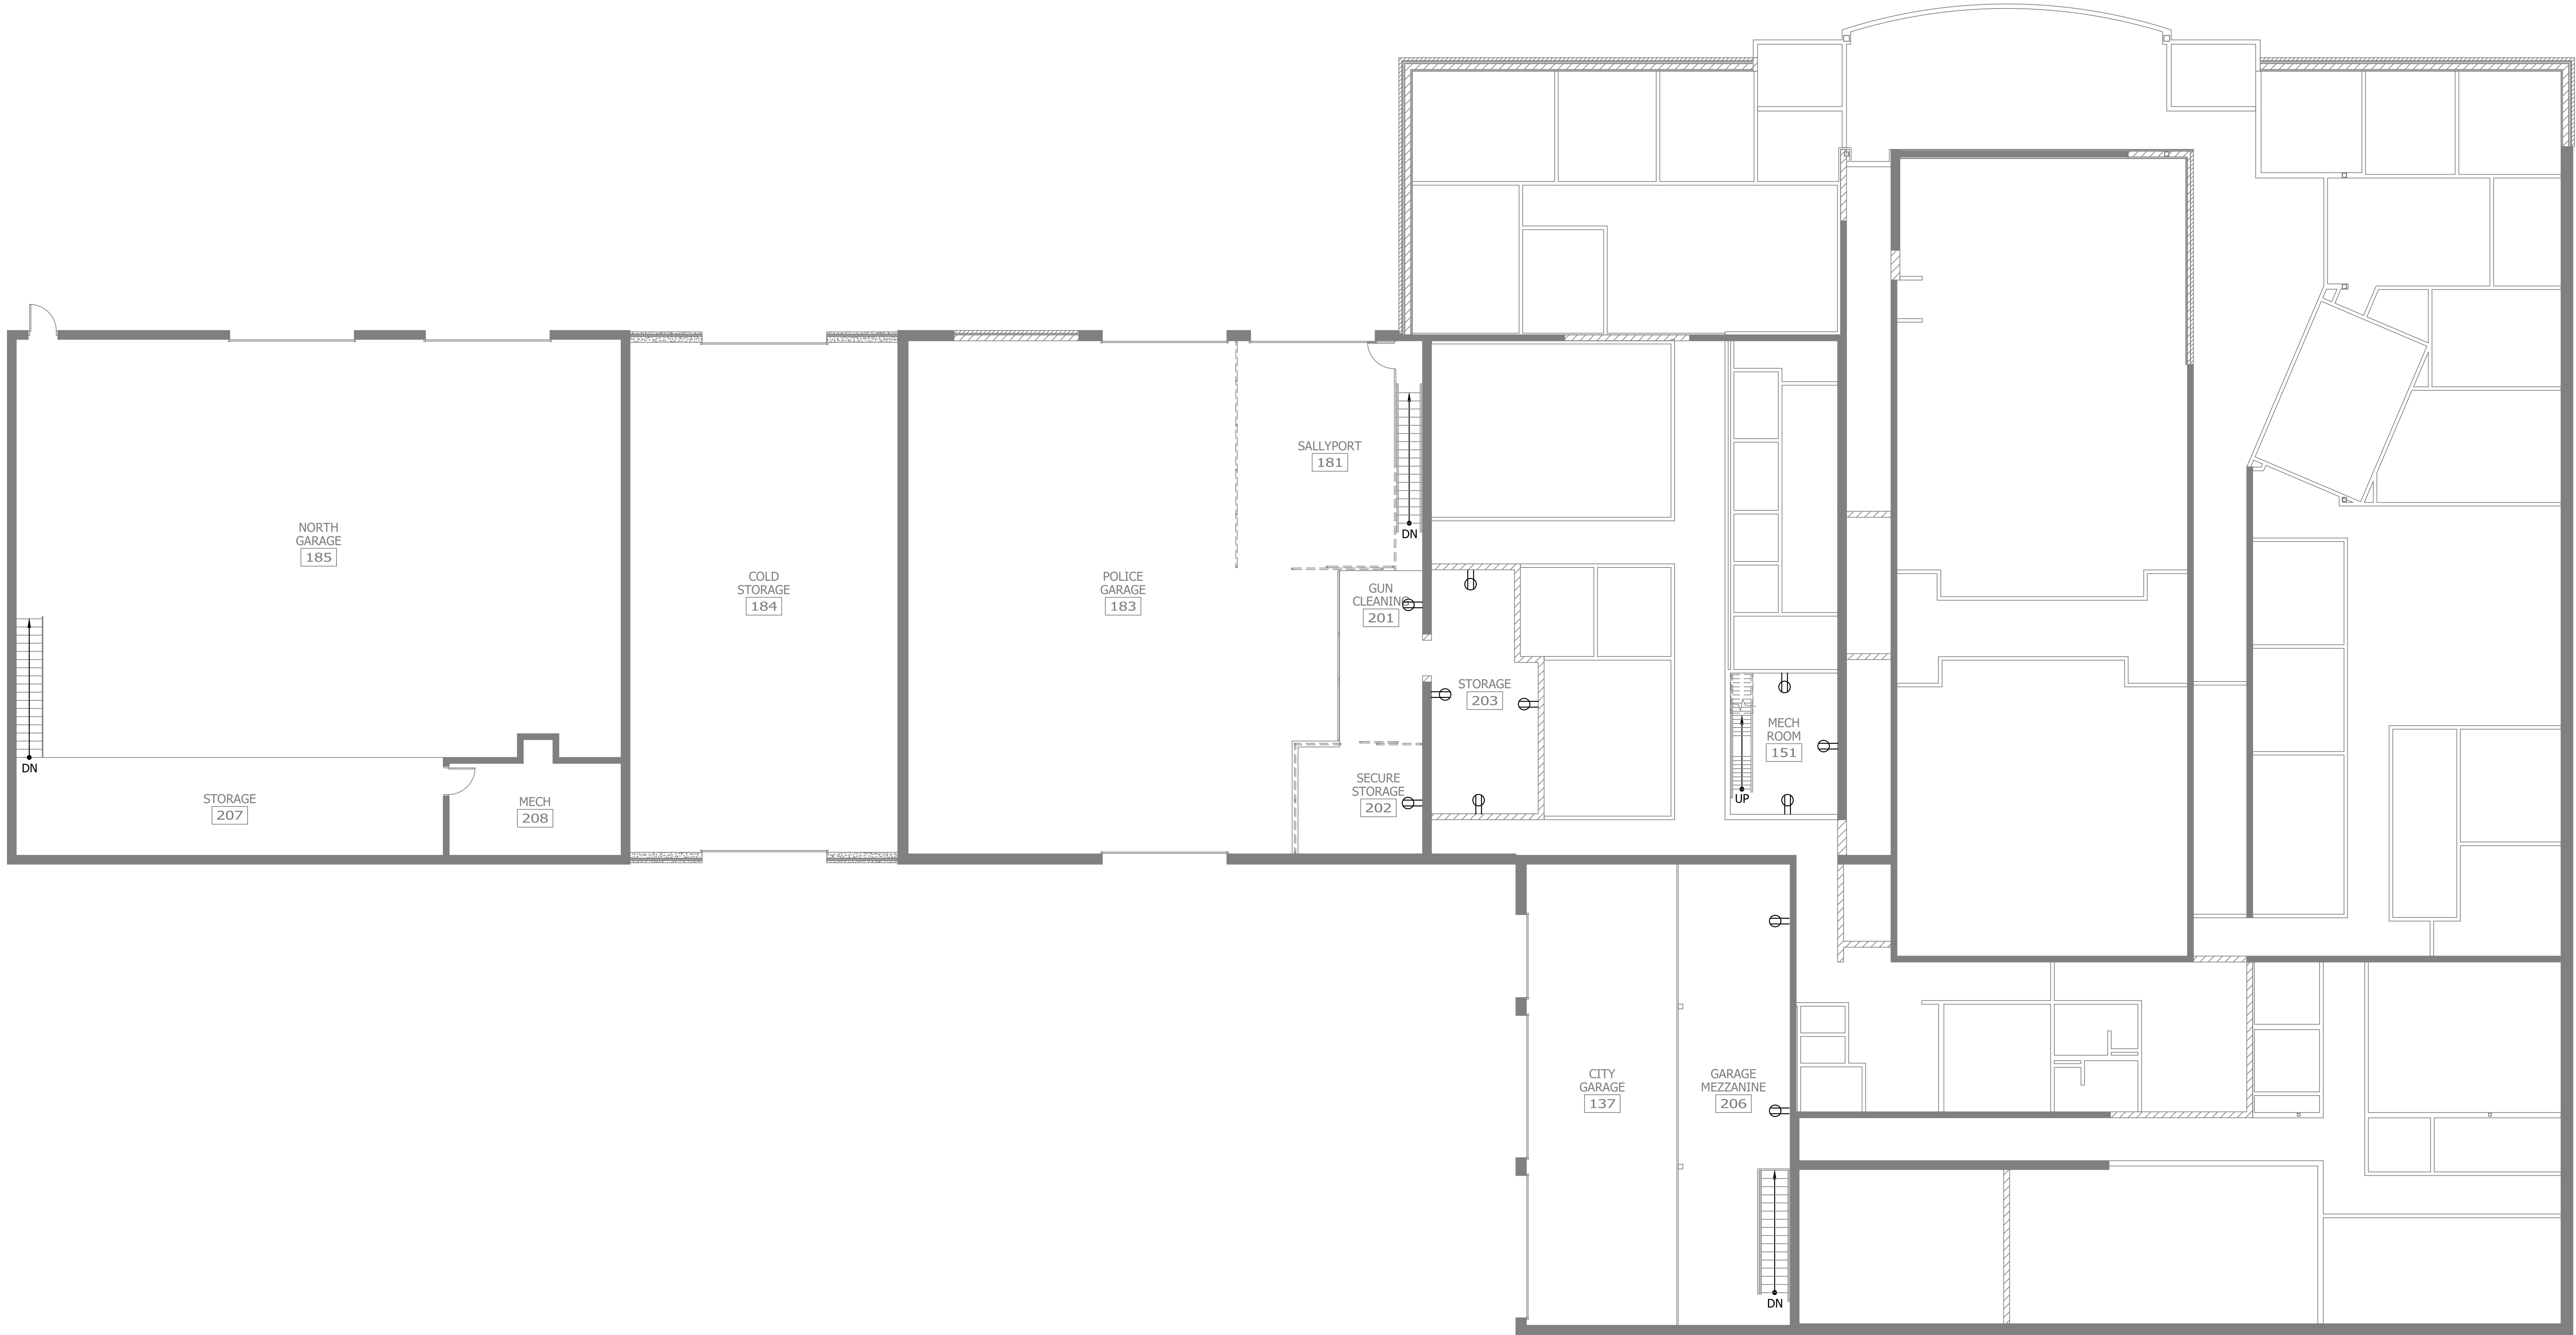 SALLYPORT
181
DN
NORTH
GARAGE
185
COLD
STORAGE
184
POLICE
GARAGE
183
GUN
CLEANING
201
STORAGE
203
MECH
ROOM
151
UP
DN
STORAGE
207
MECH
208
SECURE
STORAGE
202
CITY
GARAGE
137
GARAGE
MEZZANINE
206
DN